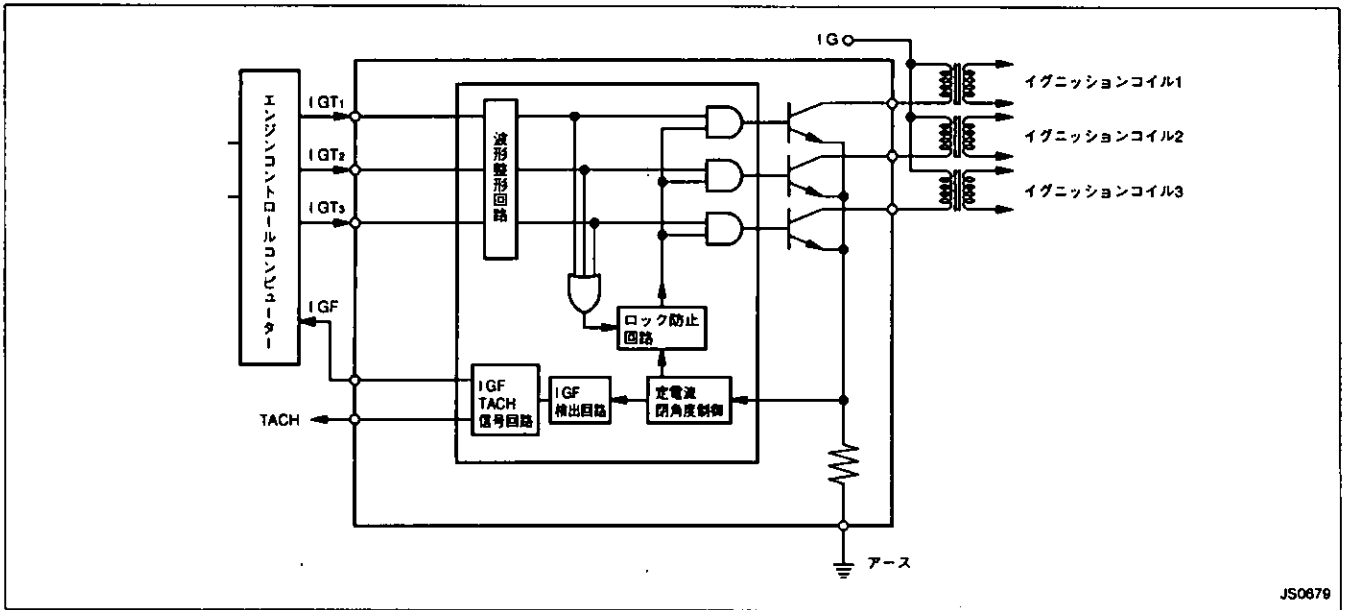 IG
イグニッションコイル1
イグニッションコイル2
イグニッションコイル3
エンジンコントロールコンピューター
IGT1
IGT2
IGT3
IGF
TACH
波形整形回路
ロック防止
回路
IGF
TACH
信号回路
IGF
検出回路
定電流
閉角度制御
アース
JS0679